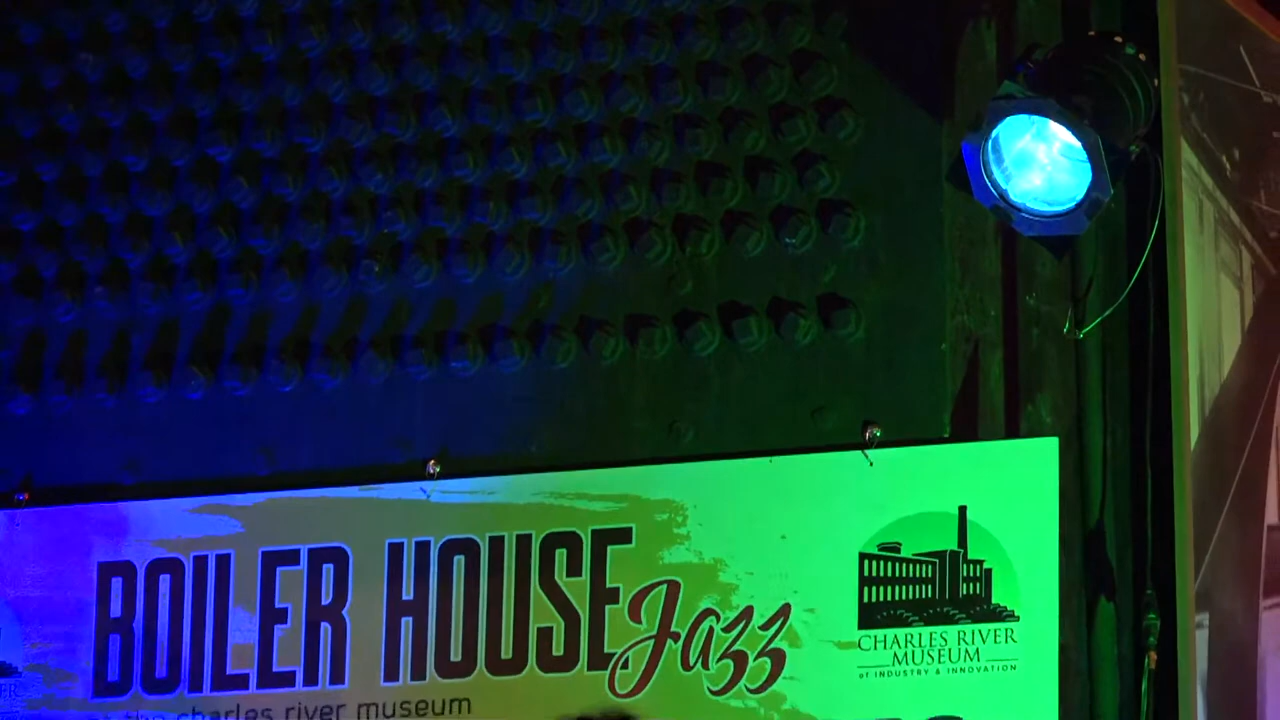 BOILER HOUSE Jazz
at the charles river museum
CHARLES RIVER
MUSEUM
of INDUSTRY & INNOVATION